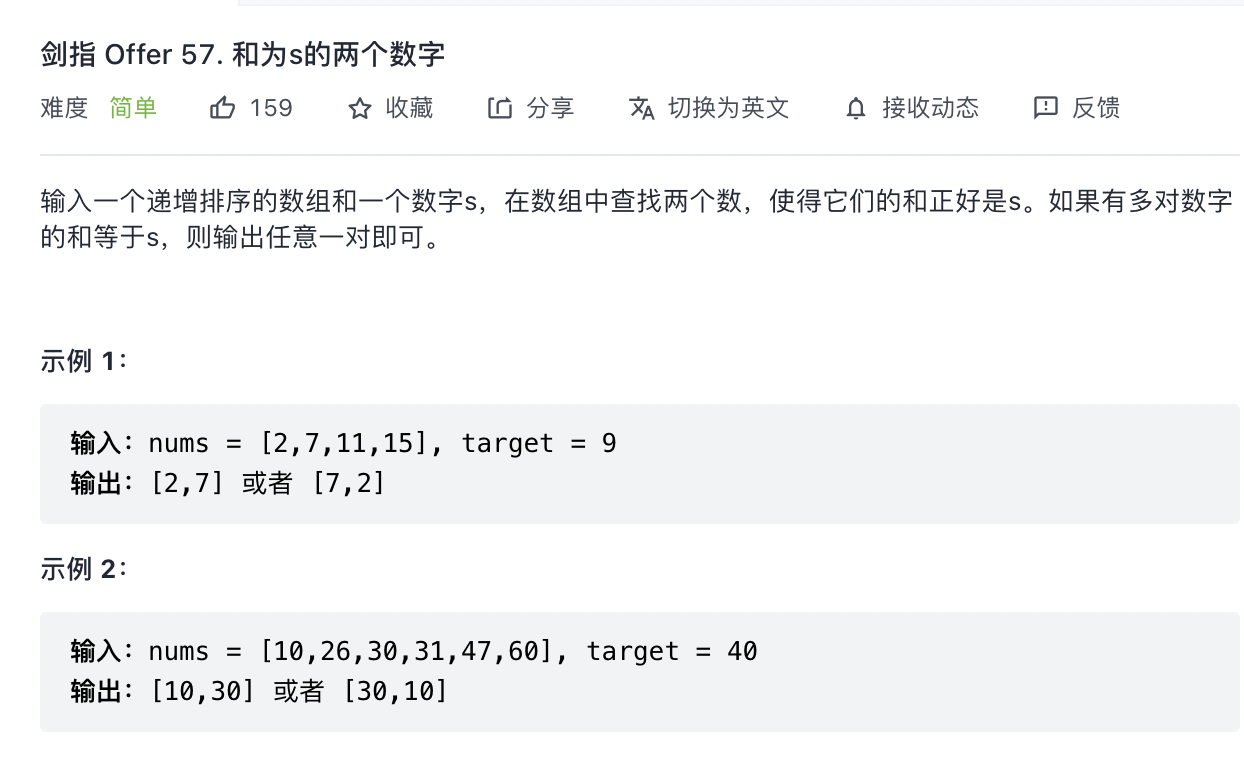 剑指 Offer 57. 和为s的两个数字
难度 简单 159 收藏 分享 切换为英文 接收动态 反馈
输入一个递增排序的数组和一个数字s，在数组中查找两个数，使得它们的和正好是s。如果有多对数字
的和等于s，则输出任意一对即可。
示例 1：
输入：nums = [2,7,11,15], target = 9
输出：[2,7] 或者 [7,2]
示例 2：
输入：nums = [10,26,30,31,47,60], target = 40
输出：[10,30] 或者 [30,10]